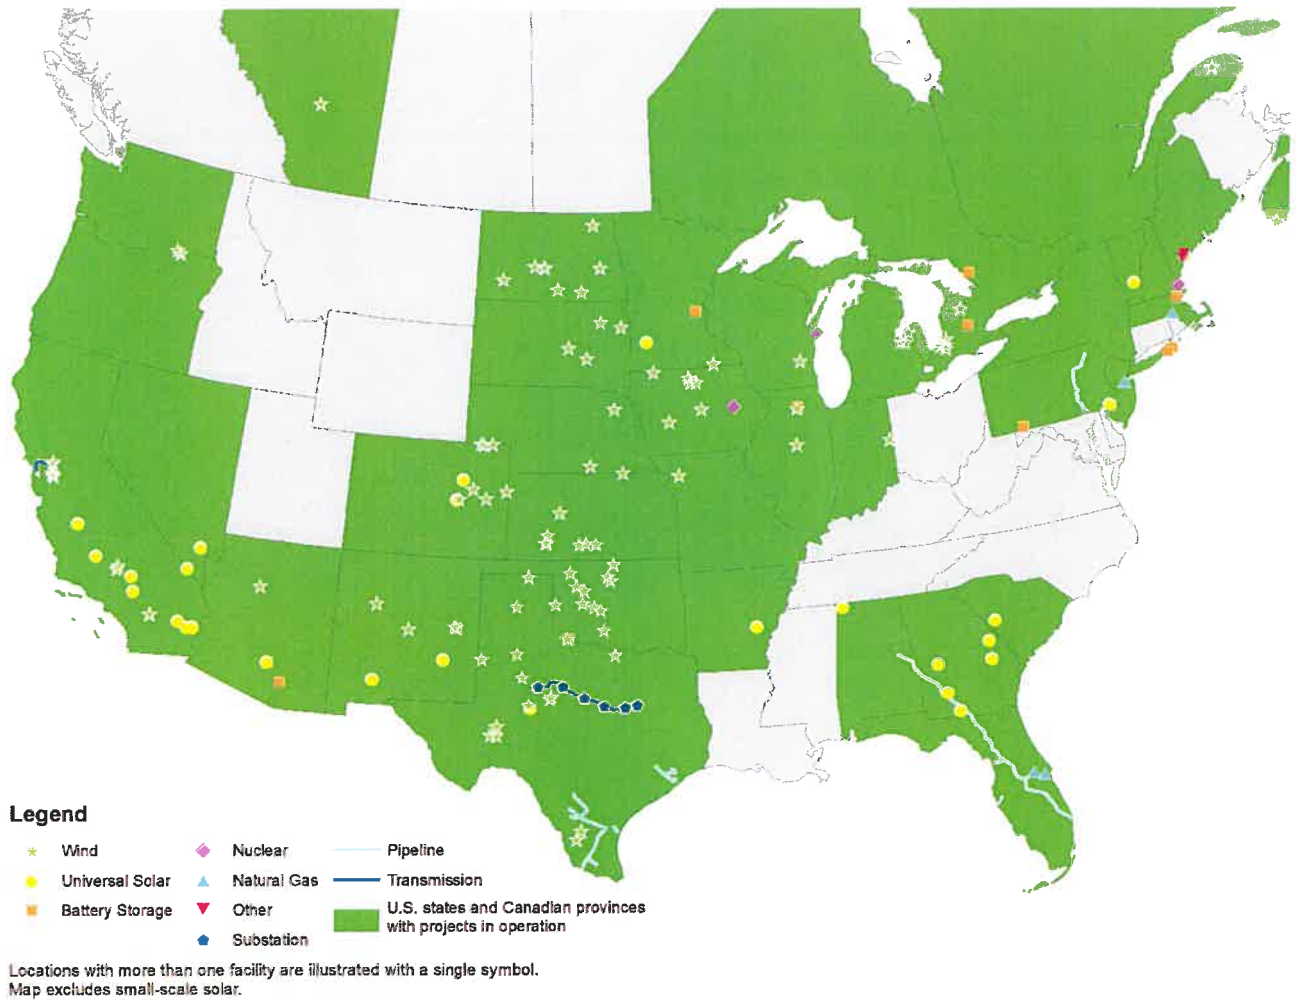 Legend
Wind
Universal Solar
Battery Storage
Nuclear
Natural Gas
Other
Substation
Pipeline
Transmission
U.S. states and Canadian provinces
with projects in operation
Locations with more than one facility are illustrated with a single symbol.
Map excludes small-scale solar.